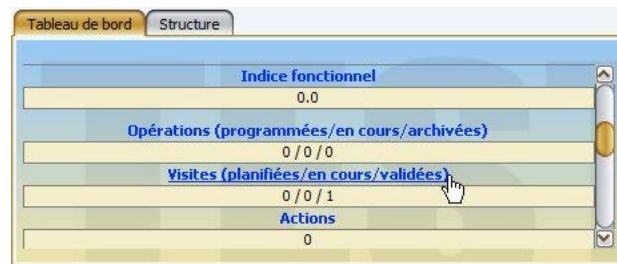 Tableau de bord Structure
Indice fonctionnel
0.0
Opérations (programmées/en cours/archivées)
0 / 0 / 0
Visites (planifiées/en cours/validées)
0 / 0 / 1
Actions
0